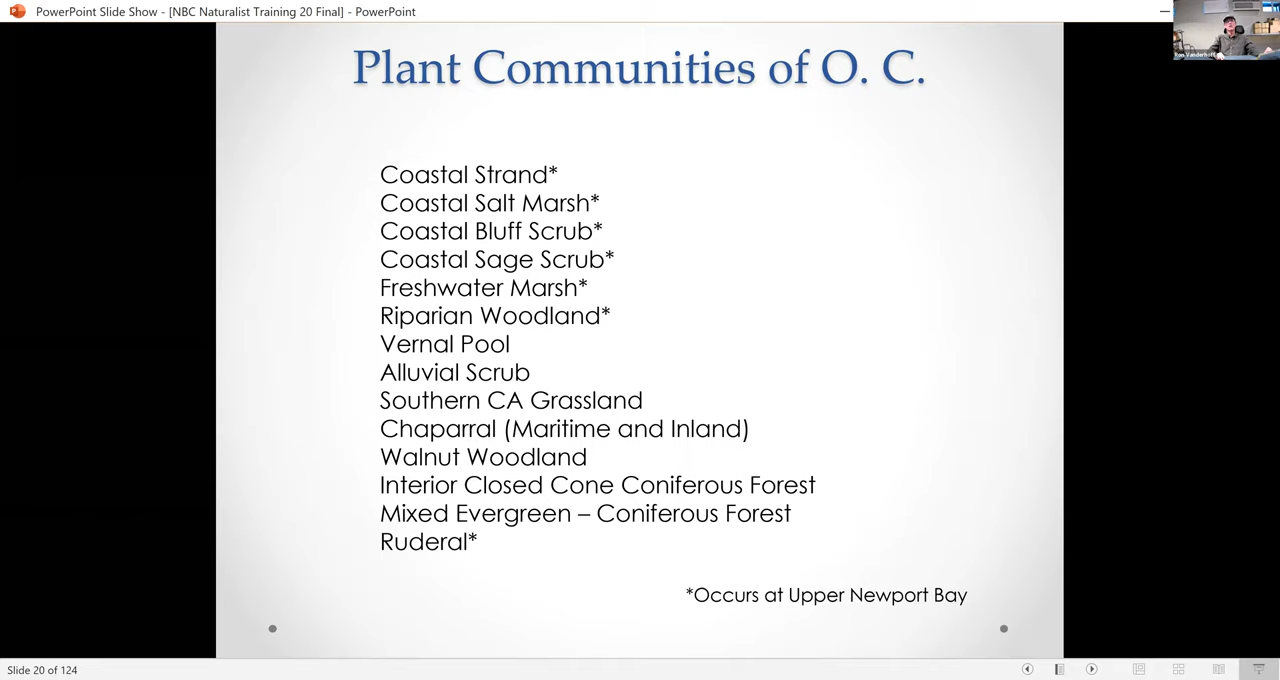 PowerPoint Slide Show - [NBC Naturalist Training 20 Final] - PowerPoint
Ron Vanderhoff
Plant Communities of O. C.
Coastal Strand*
Coastal Salt Marsh*
Coastal Bluff Scrub*
Coastal Sage Scrub*
Freshwater Marsh*
Riparian Woodland*
Vernal Pool
Alluvial Scrub
Southern CA Grassland
Chaparral (Maritime and Inland)
Walnut Woodland
Interior Closed Cone Coniferous Forest
Mixed Evergreen – Coniferous Forest
Ruderal*
*Occurs at Upper Newport Bay
Slide 20 of 124